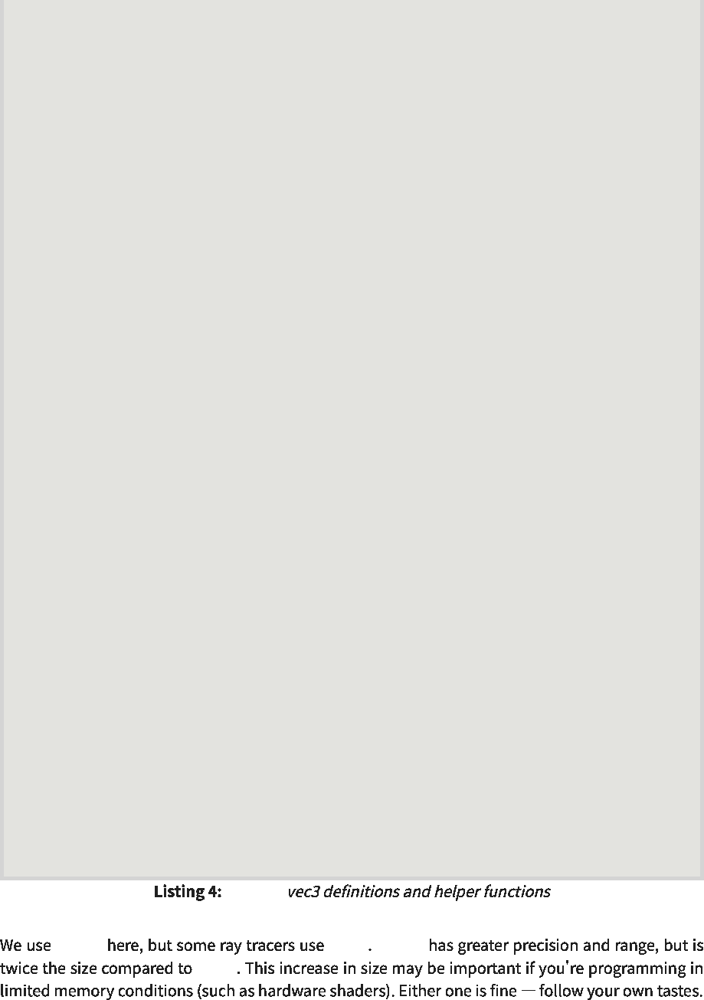 Listing 4: vec3 definitions and helper functions
We use here, but some ray tracers use . has greater precision and range, but is
twice the size compared to . This increase in size may be important if you're programming in
limited memory conditions (such as hardware shaders). Either one is fine — follow your own tastes.